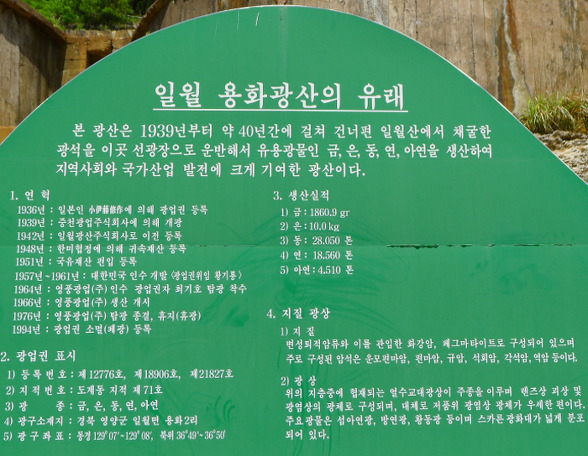 일월 용화광산의 유래
본 광산은 1939년부터 약 40년간에 걸쳐 건너편 일월산에서 채굴한
광석을 이곳 선광장으로 운반해서 유용광물인 금, 은, 동, 연, 아연을 생산하여
지역사회와 국가산업 발전에 크게 기여한 광산이다.
1. 연 혁
1936년 : 일본인 小伊藤修作에 의해 광업권 등록
1939년 : 중천광업주식회사에 의해 개광
1942년 : 일월광산주식회사로 이전 등록
1948년 : 한미협정에 의해 귀속재산 등록
1951년 : 국유재산 편입 등록
1957년~1961년 : 대한민국 인수 개발 (광업권위임 황기룡)
1964년 : 영풍광업(주) 인수 광업권자 최기호 탐광 착수
1966년 : 영풍광업(주) 생산 개시
1976년 : 영풍광업(주) 탐광 종결, 휴지(휴광)
1994년 : 광업권 소멸(폐광) 등록
2. 광업권 표시
1) 등 록 번 호 : 제12776호, 제18906호, 제21827호
2) 지 적 번 호 : 도계동 지적 제71호
3) 광 종 : 금, 은, 동, 연, 아연
4) 광구소재지 : 경북 영양군 일월면 용화2리
5) 광 구 좌 표 : 동경 129°07'~129°08', 북위 36°49'~36°50'
3. 생산실적
1) 금 : 1860.9 gr
2) 은 : 10.0 kg
3) 동 : 28.050 톤
4) 연 : 18.560 톤
5) 아연 : 4.510 톤
4. 지질 광상
1) 지 질
변성퇴적암류와 이를 관입한 화강암, 페그마타이트로 구성되어 있으며
주로 구성된 암석은 운모편마암, 편마암, 규암, 석회암, 각석암, 역암 등이다.
2) 광 상
위의 지층중에 협재되는 열수교대광상이 주종을 이루며 렌즈상 괴상 및
광염상의 광체로 구성되며, 대체로 저품위 광염상 광체가 우세한 편이다.
주요광물은 섬아연광, 방연광, 황동광 등이며 스카른광화대가 넓게 분포
되어 있다.